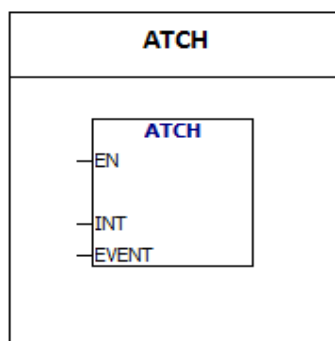 ATCH
ATCH
EN
INT
EVENT